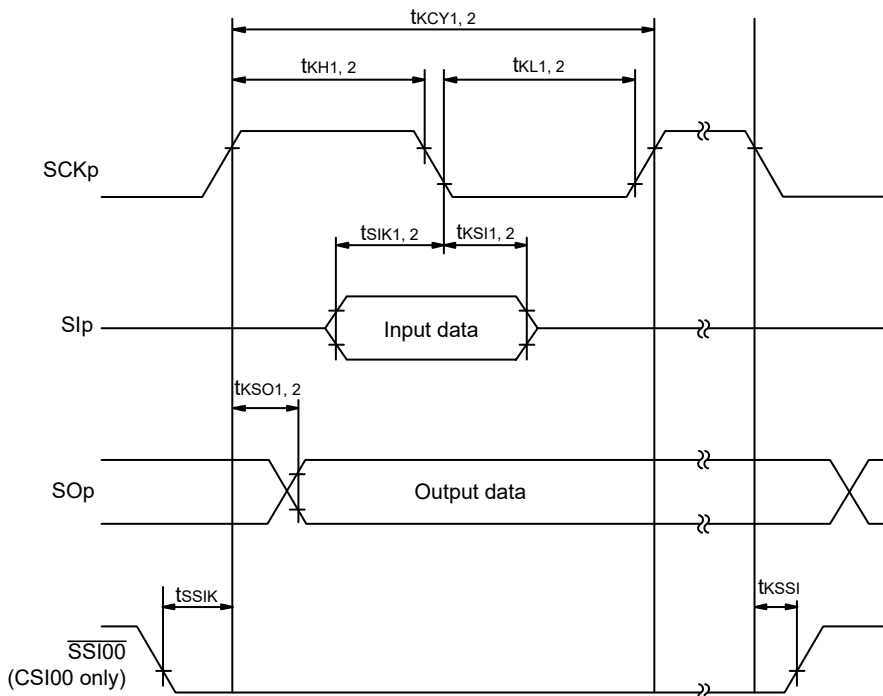 tKCY1, 2
tKH1, 2
tKL1, 2
SCKp
tSIK1, 2
tKSI1, 2
SIp
Input data
tKSO1, 2
SOp
Output data
tSSIK
tKSSI
SSI00
(CSI00 only)